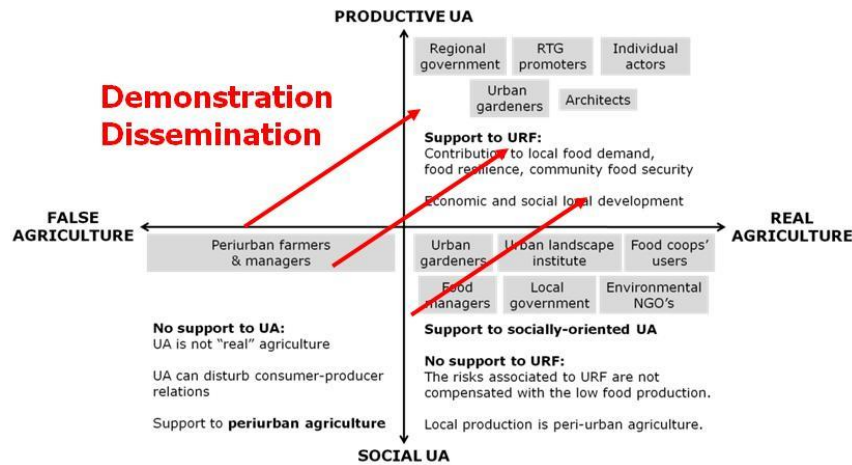 PRODUCTIVE UA
Regional
government
RTG
promoters
Individual
actors
Urban
gardeners
Architects
Demonstration
Dissemination
Support to URF:
Contribution to local food demand,
food resilience, community food security
Economic and social local development
FALSE
AGRICULTURE
REAL
AGRICULTURE
Periurban farmers
& managers
Urban
gardeners
Urban landscape
institute
Food coops'
users
Food
managers
Local
government
Environmental
NGO's
No support to UA:
UA is not "real" agriculture
UA can disturb consumer-producer
relations
Support to periurban agriculture
Support to socially-oriented UA
No support to URF:
The risks associated to URF are not
compensated with the low food production.
Local production is peri-urban agriculture.
SOCIAL UA